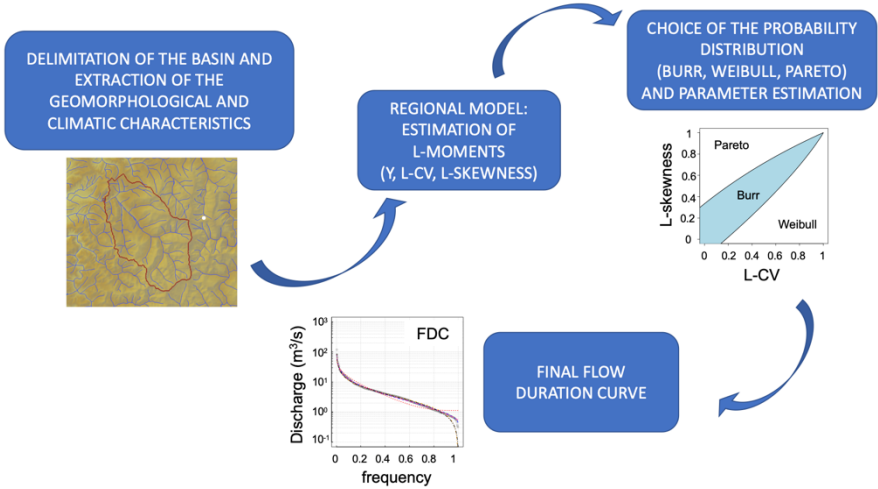 DELIMITATION OF THE BASIN AND
EXTRACTION OF THE
GEOMORPHOLOGICAL AND
CLIMATIC CHARACTERISTICS
REGIONAL MODEL:
ESTIMATION OF
L-MOMENTS
(Y, L-CV, L-SKEWNESS)
CHOICE OF THE PROBABILITY
DISTRIBUTION
(BURR, WEIBULL, PARETO)
AND PARAMETER ESTIMATION
L-skewness
1
0.8
0.6
0.4
0.2
0
Pareto
Burr
Weibull
0.2 0.4 0.6 0.8 1
L-CV
FINAL FLOW
DURATION CURVE
FDC
Discharge (m³/s)
10³
10²
10¹
10⁰
10⁻¹
0 0.2 0.4 0.6 0.8 1
frequency